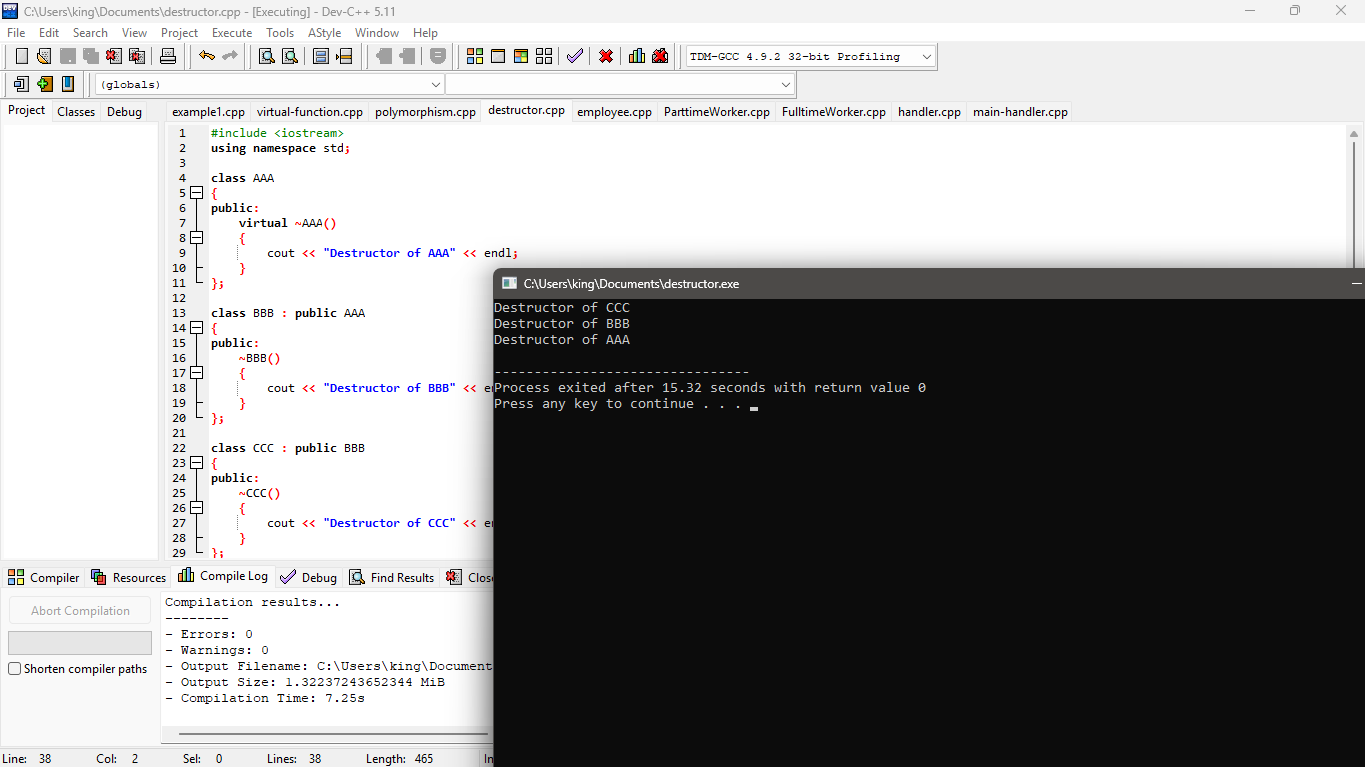 C:\Users\king\Documents\destructor.cpp - [Executing] - Dev-C++ 5.11
File Edit Search View Project Execute Tools AStyle Window Help
TDM-GCC 4.9.2 32-bit Profiling
(globals)
Project Classes Debug
example1.cpp virtual-function.cpp polymorphism.cpp destructor.cpp employee.cpp ParttimeWorker.cpp FulltimeWorker.cpp handler.cpp main-handler.cpp
1 #include <iostream>
2 using namespace std;
3
4 class AAA
5 {
6 public:
7 virtual ~AAA()
8 {
9 cout << "Destructor of AAA" << endl;
10 }
11 };
12
13 class BBB : public AAA
14 {
15 public:
16 ~BBB()
17 {
18 cout << "Destructor of BBB" << en
19 }
20 };
21
22 class CCC : public BBB
23 {
24 public:
25 ~CCC()
26 {
27 cout << "Destructor of CCC" << en
28 }
29 };
C:\Users\king\Documents\destructor.exe
Destructor of CCC
Destructor of BBB
Destructor of AAA
--------------------------------
Process exited after 15.32 seconds with return value 0
Press any key to continue . . .
Compiler Resources Compile Log Debug Find Results Clos
Abort Compilation
Shorten compiler paths
Compilation results...
--------
- Errors: 0
- Warnings: 0
- Output Filename: C:\Users\king\Document
- Output Size: 1.32237243652344 MiB
- Compilation Time: 7.25s
Line: 38 Col: 2 Sel: 0 Lines: 38 Length: 465 In